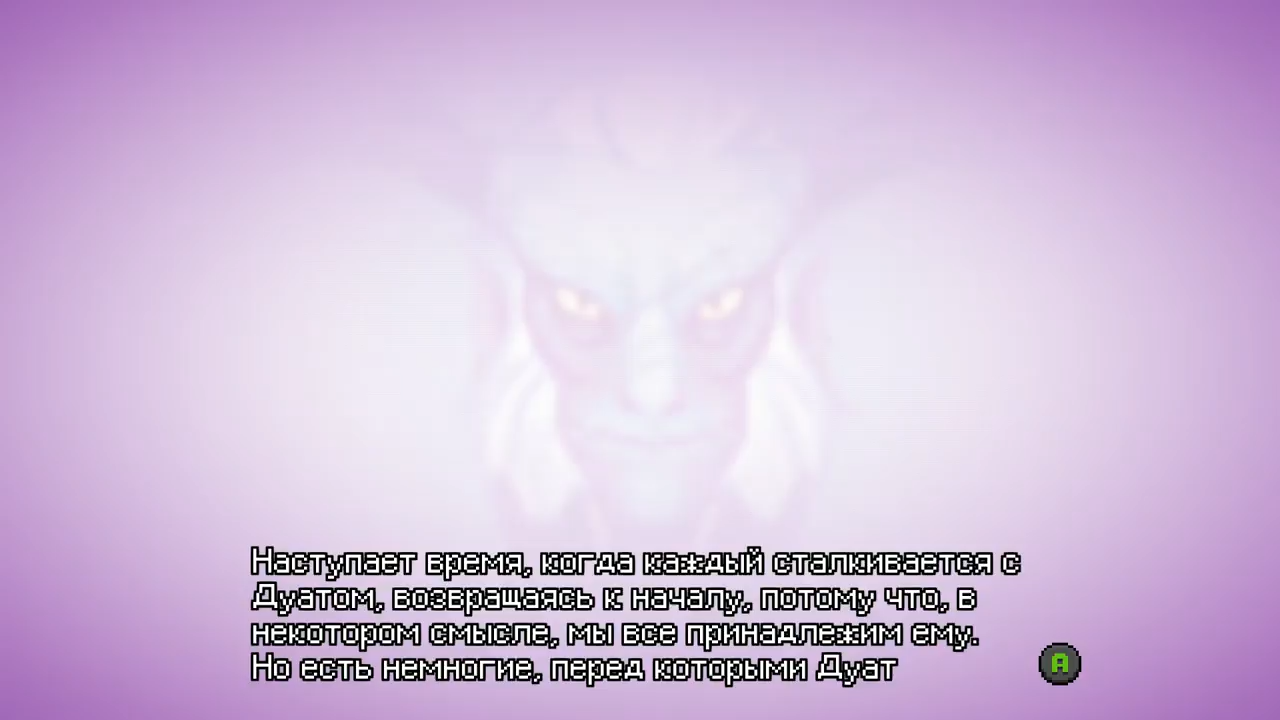 Наступает время, когда каждый сталкивается с
Дуатом, возвращаясь к началу, потому что, в
некотором смысле, мы все принадлежим ему.
Но есть немногие, перед которыми Дуат
A